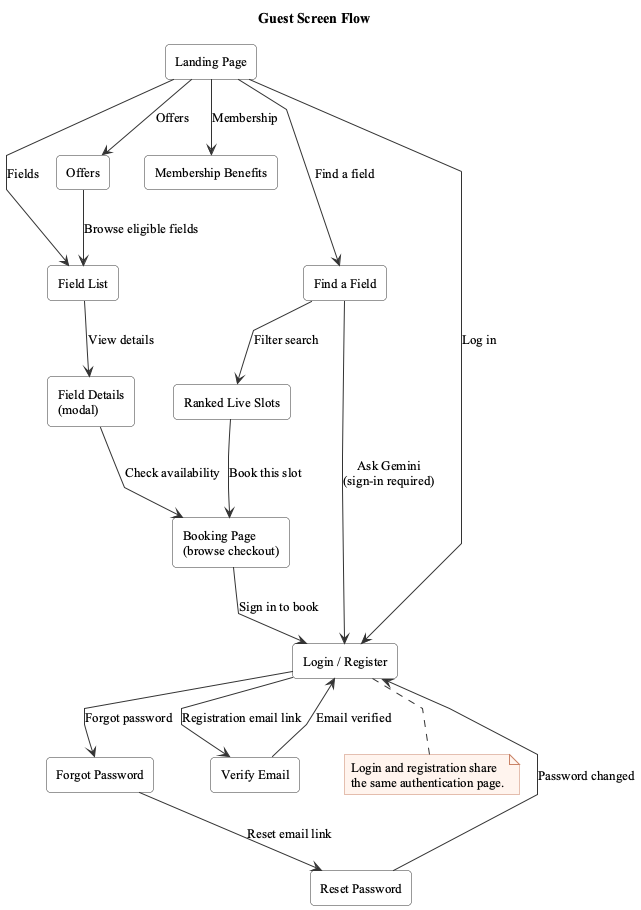 Guest Screen Flow
Landing Page
Offers
Membership
Fields
Offers
Membership Benefits
Find a field
Browse eligible fields
Field List
Find a Field
View details
Filter search
Log in
Field Details
(modal)
Ranked Live Slots
Check availability
Book this slot
Ask Gemini
(sign-in required)
Booking Page
(browse checkout)
Sign in to book
Login / Register
Forgot password
Registration email link
Email verified
Forgot Password
Verify Email
Login and registration share
the same authentication page.
Password changed
Reset email link
Reset Password